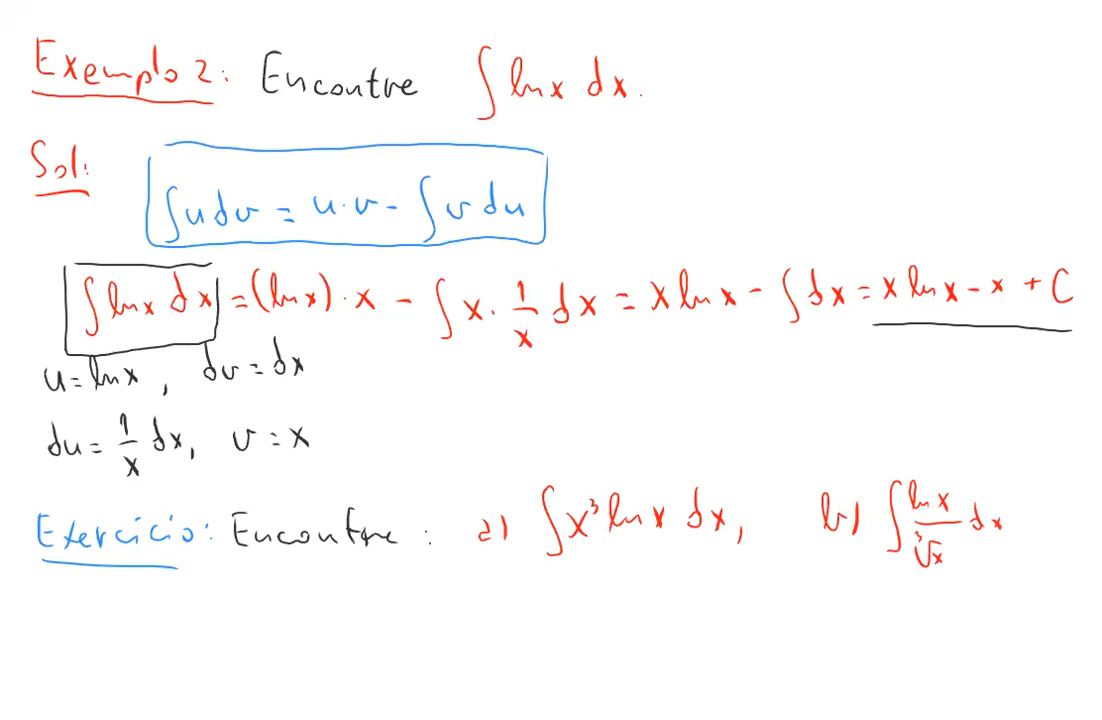 Exemplo 2: Encontre ∫ ln x dx.
Sol:
∫ u dv = u·v - ∫ v du
∫ ln x dx = (ln x)·x - ∫ x·1/x dx = x ln x - ∫ dx = x ln x - x + C
u = ln x , dv = dx
du = 1/x dx, v = x
Exercício: Encontre: a) ∫ x³ ln x dx, b) ∫ ln x/∛x dx